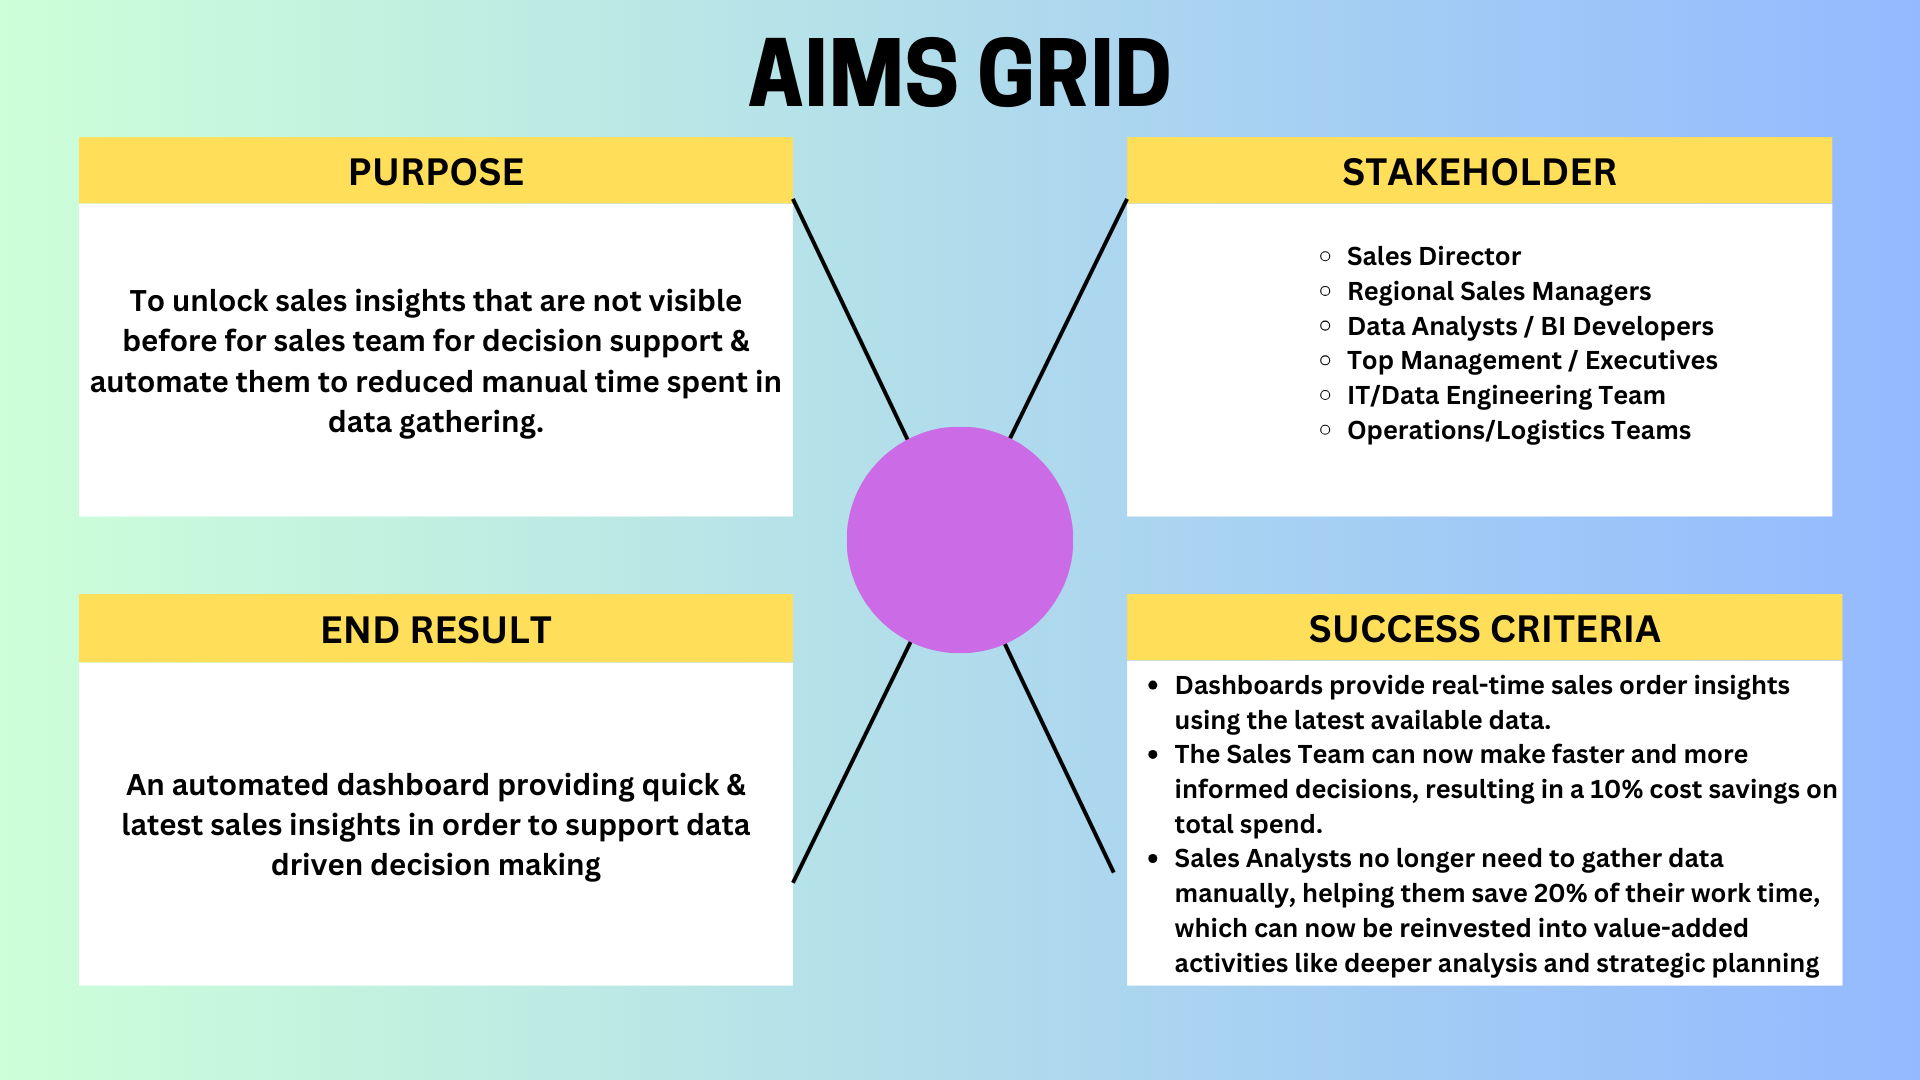 AIMS GRID
PURPOSE
To unlock sales insights that are not visible
before for sales team for decision support &
automate them to reduced manual time spent in
data gathering.
STAKEHOLDER
Sales Director
Regional Sales Managers
Data Analysts / BI Developers
Top Management / Executives
IT/Data Engineering Team
Operations/Logistics Teams
END RESULT
An automated dashboard providing quick &
latest sales insights in order to support data
driven decision making
SUCCESS CRITERIA
Dashboards provide real-time sales order insights
using the latest available data.
The Sales Team can now make faster and more
informed decisions, resulting in a 10% cost savings on
total spend.
Sales Analysts no longer need to gather data
manually, helping them save 20% of their work time,
which can now be reinvested into value-added
activities like deeper analysis and strategic planning